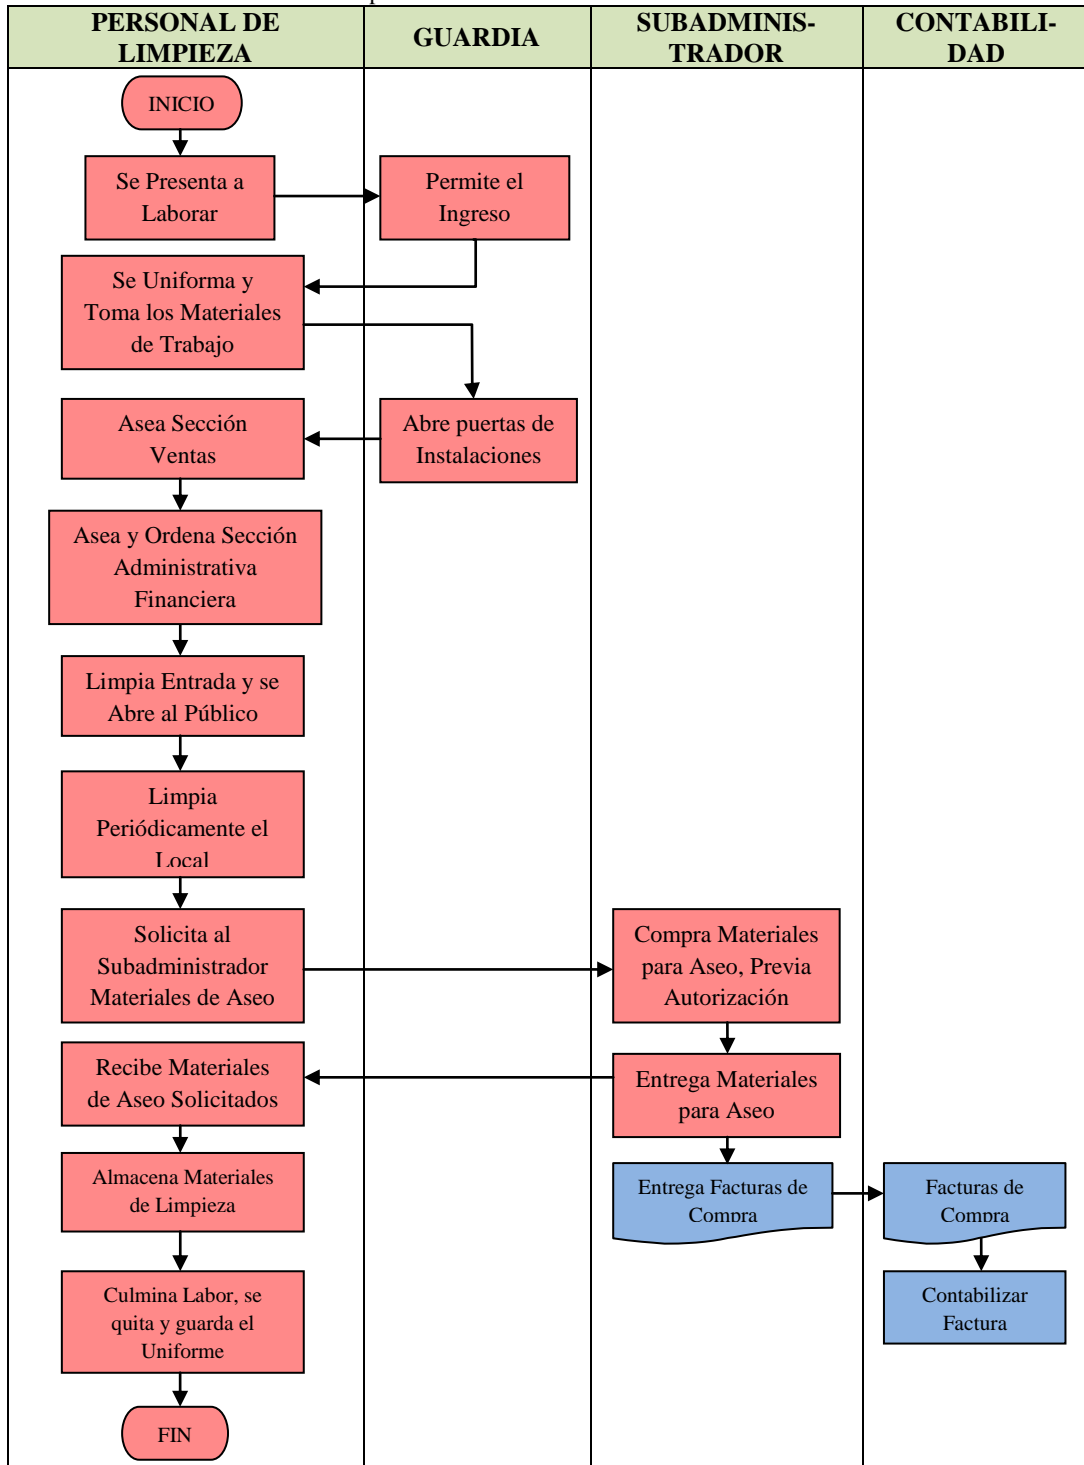 PERSONAL DE
LIMPIEZA
GUARDIA
SUBADMINIS-
TRADOR
CONTABILI-
DAD
INICIO
Se Presenta a
Laborar
Permite el
Ingreso
Se Uniforma y
Toma los Materiales
de Trabajo
Asea Sección
Ventas
Abre puertas de
Instalaciones
Asea y Ordena Sección
Administrativa
Financiera
Limpia Entrada y se
Abre al Público
Limpia
Periódicamente el
Local
Solicita al
Subadministrador
Materiales de Aseo
Compra Materiales
para Aseo, Previa
Autorización
Recibe Materiales
de Aseo Solicitados
Entrega Materiales
para Aseo
Almacena Materiales
de Limpieza
Entrega Facturas de
Compra
Facturas de
Compra
Culmina Labor, se
quita y guarda el
Uniforme
Contabilizar
Factura
FIN